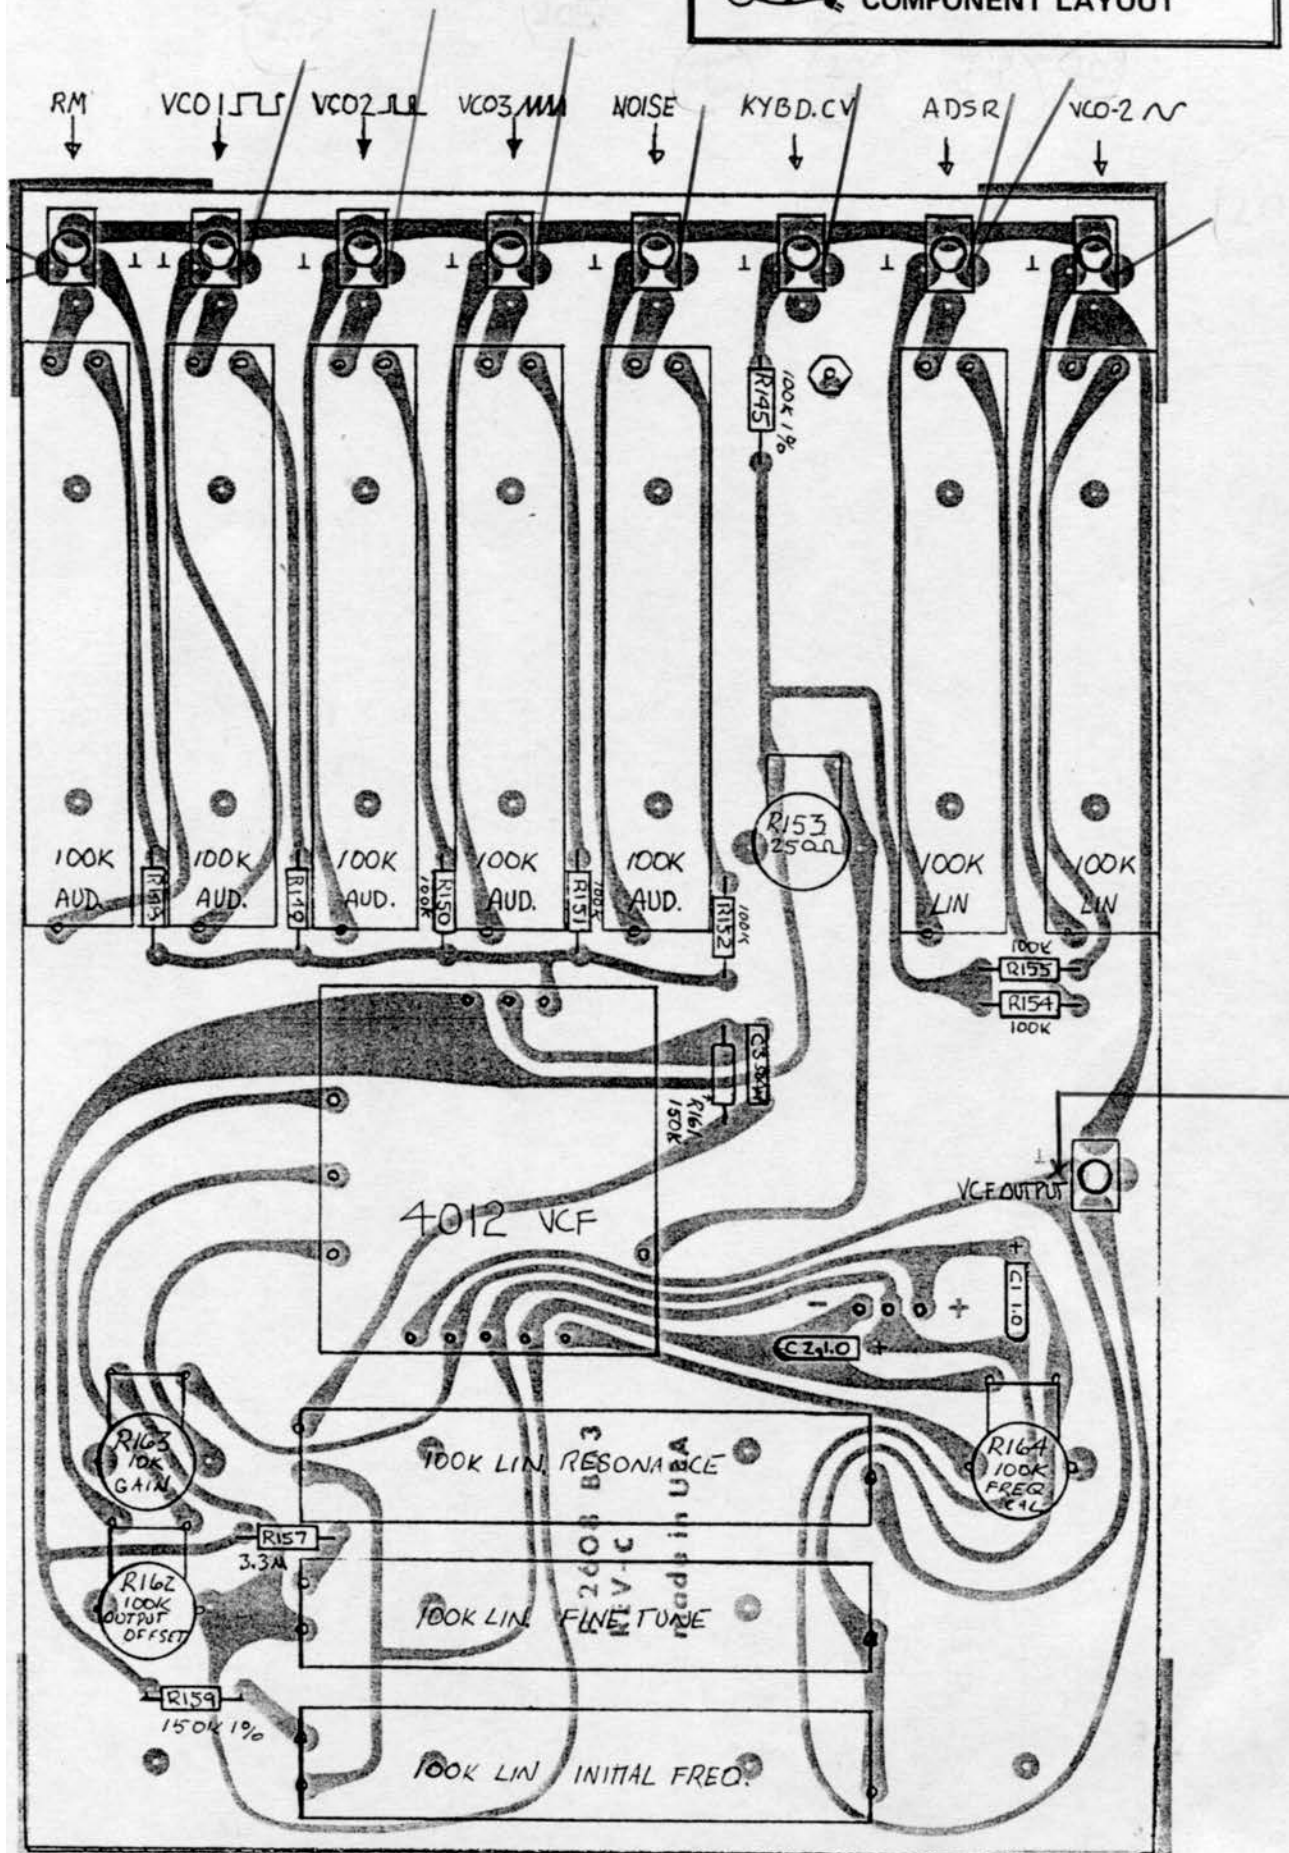 COMPONENT LAYOUT
RM
VCO1
VCO2
VCO3
NOISE
KYBD.CV
ADSR
VCO-2
R145
100K 1%
R153
250Ω
100K
AUD.
100K
AUD.
100K
AUD.
100K
AUD.
100K
AUD.
100K
LIN
100K
LIN
R149
R150
100K
R151
100K
R152
100K
100K
R155
R154
100K
R161
150K
4012 VCF
VCF OUTPUT
+
C1 1.0
-
+
C2 1.0
+
R163
10K
GAIN
100K LIN. RESONANCE
R164
100K
FREQ
CAL
R157
3.3M
R162
100K
OUTPUT
OFFSET
100K LIN. FINE TUNE
REV-C
made in USA
R159
150K 1%
100K LIN INITIAL FREQ.